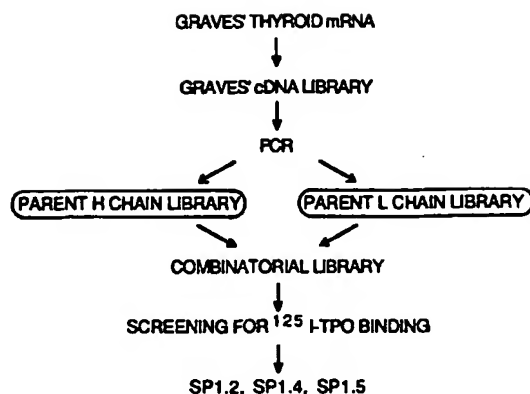 GRAVES' THYROID mRNA
GRAVES' cDNA LIBRARY
PCR
PARENT H CHAIN LIBRARY
PARENT L CHAIN LIBRARY
COMBINATORIAL LIBRARY
SCREENING FOR 125 I-TPO BINDING
SP1.2, SP1.4, SP1.5